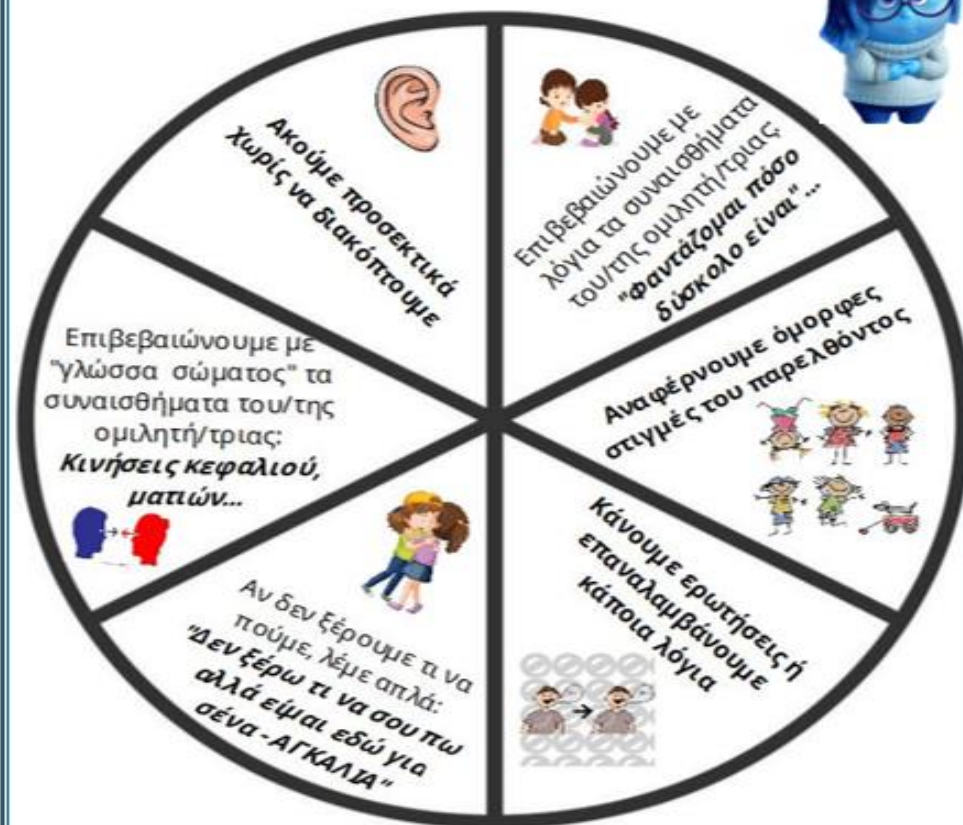 Ακούμε προσεκτικά
Χωρίς να διακόπτουμε
Επιβεβαιώνουμε με
λόγια τα συναισθήματα
του/της ομιλητή/τριας:
"Φαντάζομαι πόσο
δύσκολο είναι"...
Αναφέρνουμε όμορφες
στιγμές του παρελθόντος
Κάνουμε ερωτήσεις ή
επαναλαμβάνουμε
κάποια λόγια
Αν δεν ξέρουμε τι να
πούμε, λέμε απλά:
"Δεν ξέρω τι να σου πω
αλλά είμαι εδώ για
σένα - ΑΓΚΑΛΙΑ"
Επιβεβαιώνουμε με
"γλώσσα σώματος" τα
συναισθήματα του/της
ομιλητή/τριας:
Κινήσεις κεφαλιού,
ματιών...